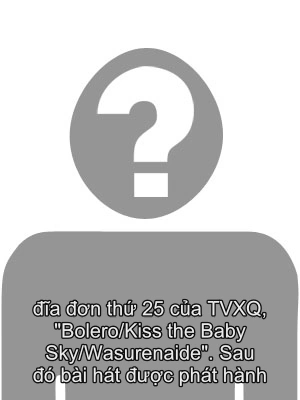 ?
đĩa đơn thứ 25 của TVXQ,
"Bolero/Kiss the Baby
Sky/Wasurenaide". Sau
đó bài hát được phát hành